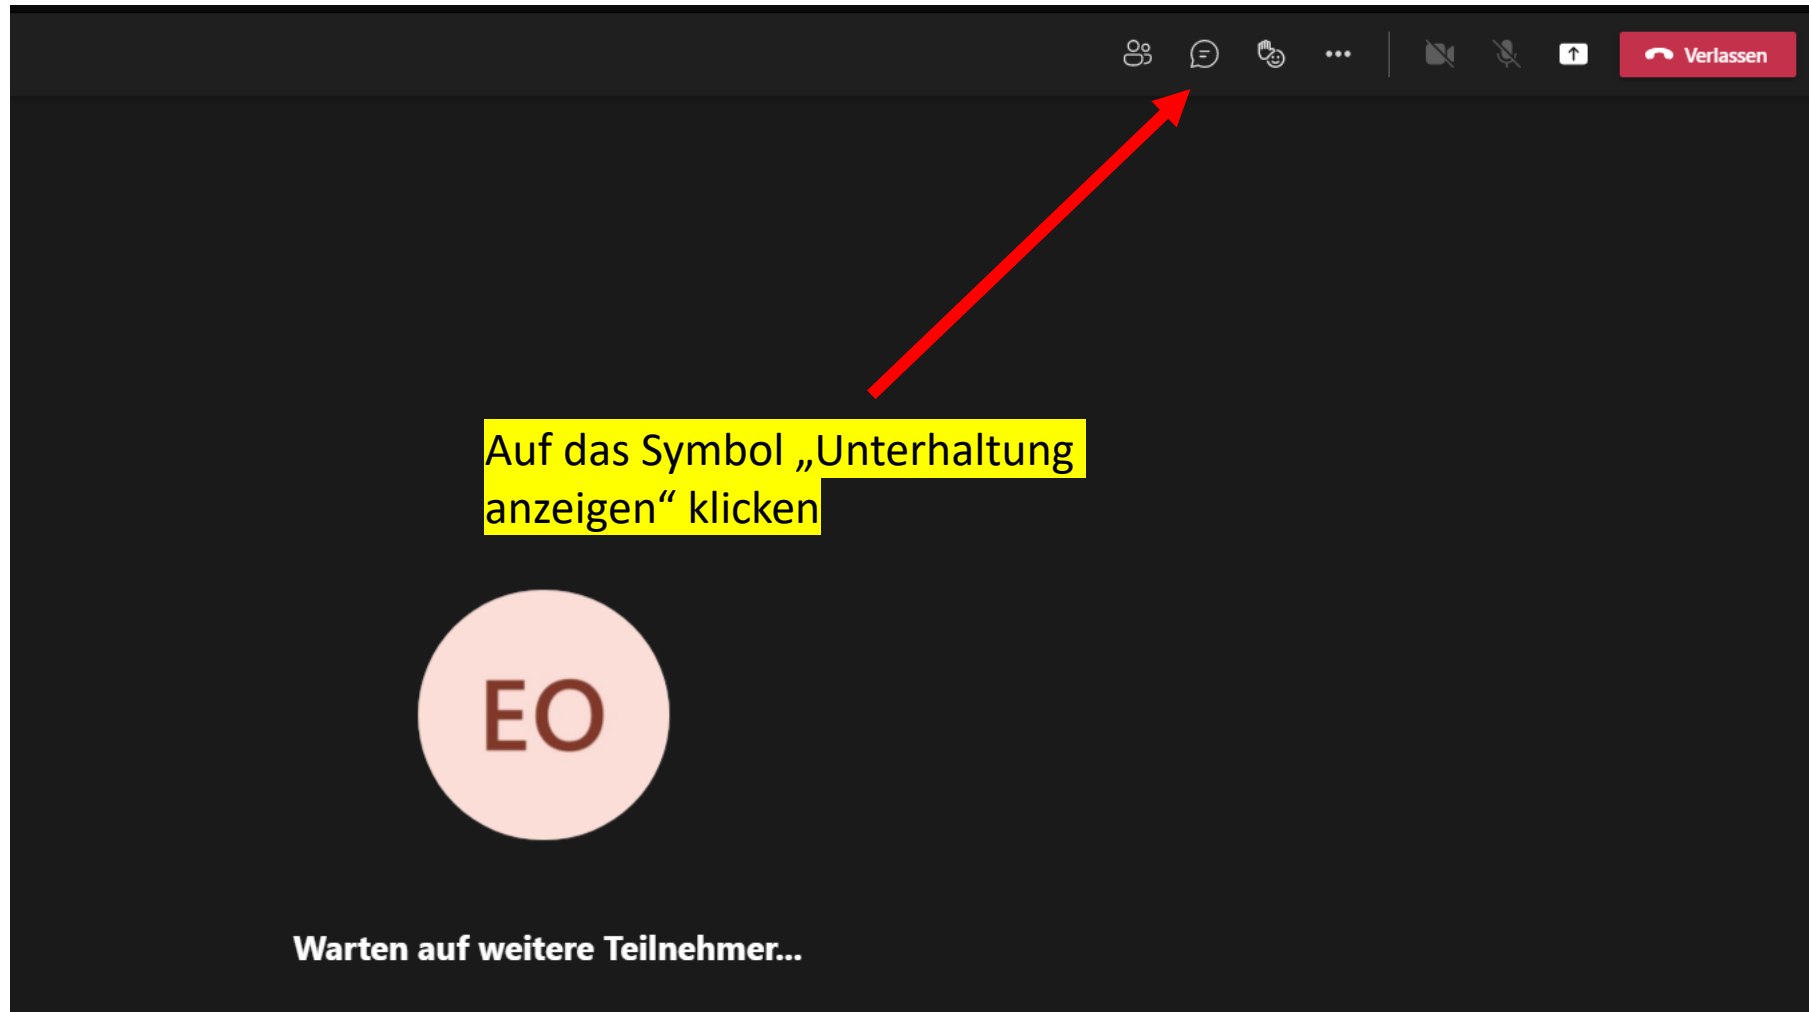 Verlassen
Auf das Symbol „Unterhaltung
anzeigen“ klicken
EO
Warten auf weitere Teilnehmer...